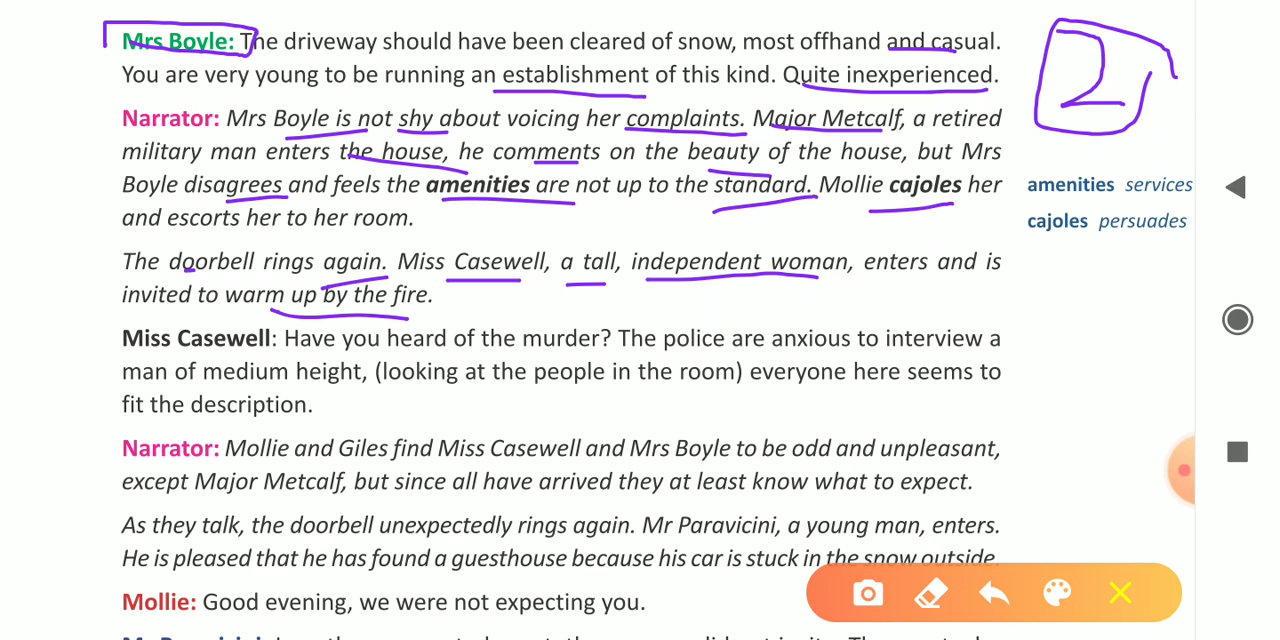 Mrs Boyle: The driveway should have been cleared of snow, most offhand and casual.
You are very young to be running an establishment of this kind. Quite inexperienced.
2
Narrator: Mrs Boyle is not shy about voicing her complaints. Major Metcalf, a retired
military man enters the house, he comments on the beauty of the house, but Mrs
Boyle disagrees and feels the amenities are not up to the standard. Mollie cajoles her
and escorts her to her room.
amenities services
cajoles persuades
The doorbell rings again. Miss Casewell, a tall, independent woman, enters and is
invited to warm up by the fire.
Miss Casewell: Have you heard of the murder? The police are anxious to interview a
man of medium height, (looking at the people in the room) everyone here seems to
fit the description.
Narrator: Mollie and Giles find Miss Casewell and Mrs Boyle to be odd and unpleasant,
except Major Metcalf, but since all have arrived they at least know what to expect.
As they talk, the doorbell unexpectedly rings again. Mr Paravicini, a young man, enters.
He is pleased that he has found a guesthouse because his car is stuck in the snow outside.
Mollie: Good evening, we were not expecting you.